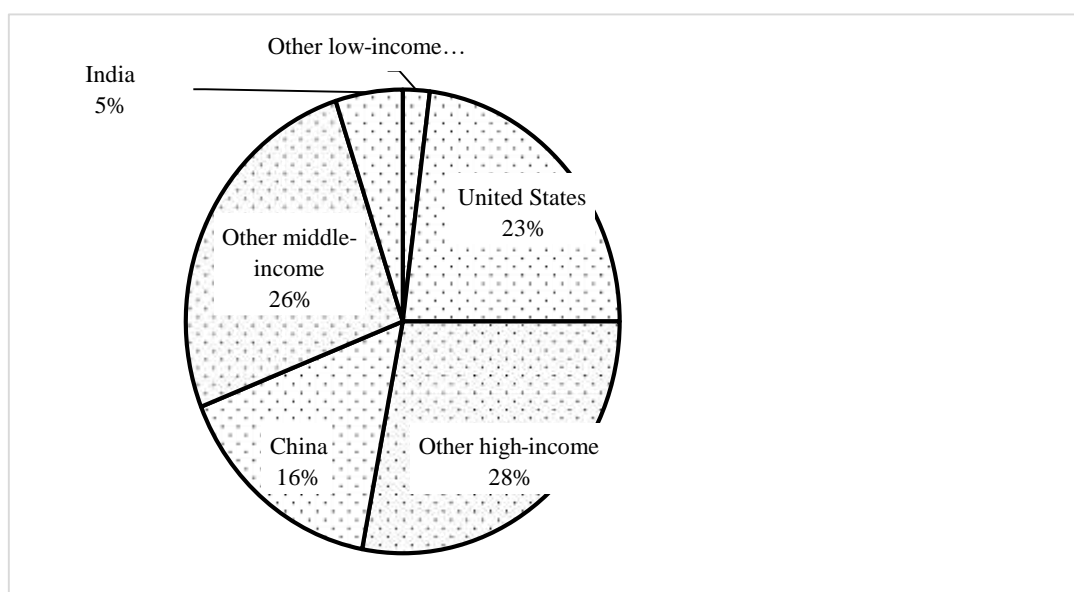 Other low-income…
India
5%
United States
23%
Other middle-
income
26%
China
16%
Other high-income
28%